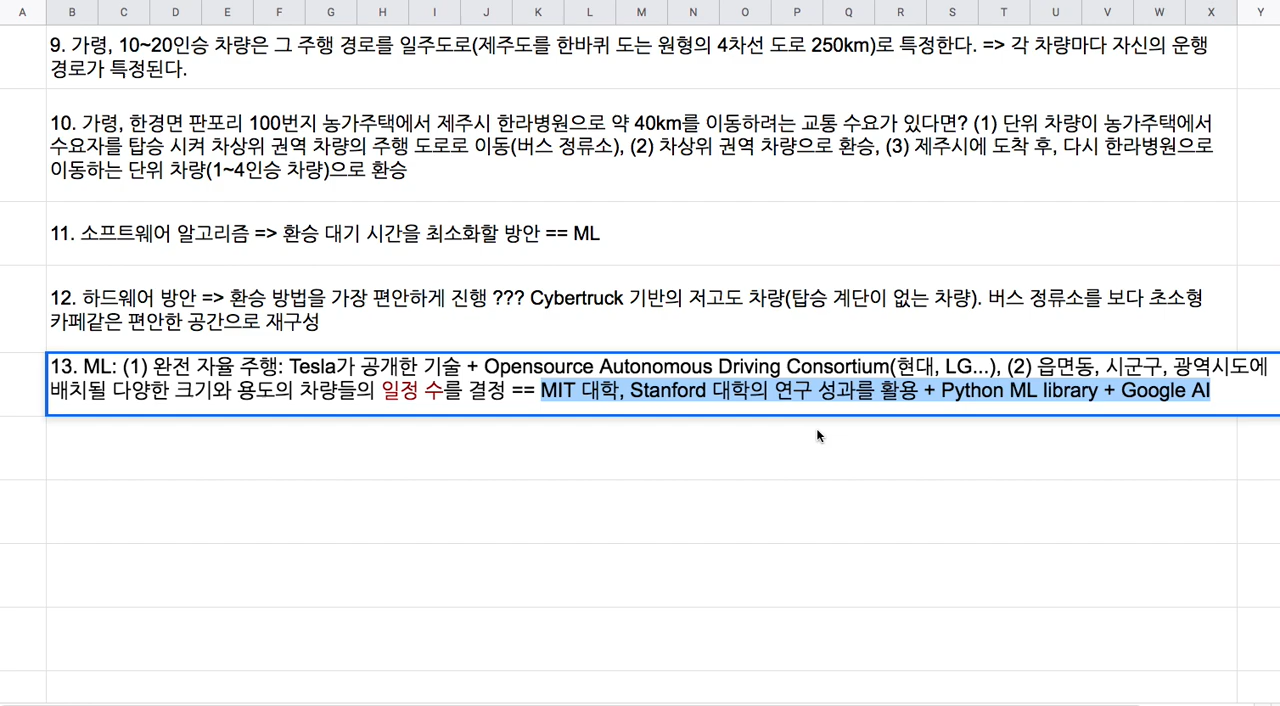 A B C D E F G H I J K L M N O P Q R S T U V W X Y
9. 가령, 10~20인승 차량은 그 주행 경로를 일주도로(제주도를 한바퀴 도는 원형의 4차선 도로 250km)로 특정한다. => 각 차량마다 자신의 운행
경로가 특정된다.
10. 가령, 한경면 판포리 100번지 농가주택에서 제주시 한라병원으로 약 40km를 이동하려는 교통 수요가 있다면? (1) 단위 차량이 농가주택에서
수요자를 탑승 시켜 차상위 권역 차량의 주행 도로로 이동(버스 정류소), (2) 차상위 권역 차량으로 환승, (3) 제주시에 도착 후, 다시 한라병원으로
이동하는 단위 차량(1~4인승 차량)으로 환승
11. 소프트웨어 알고리즘 => 환승 대기 시간을 최소화할 방안 == ML
12. 하드웨어 방안 => 환승 방법을 가장 편안하게 진행 ??? Cybertruck 기반의 저고도 차량(탑승 계단이 없는 차량). 버스 정류소를 보다 초소형
카페같은 편안한 공간으로 재구성
13. ML: (1) 완전 자율 주행: Tesla가 공개한 기술 + Opensource Autonomous Driving Consortium(현대, LG...), (2) 읍면동, 시군구, 광역시도에
배치될 다양한 크기와 용도의 차량들의 일정 수를 결정 == MIT 대학, Stanford 대학의 연구 성과를 활용 + Python ML library + Google AI